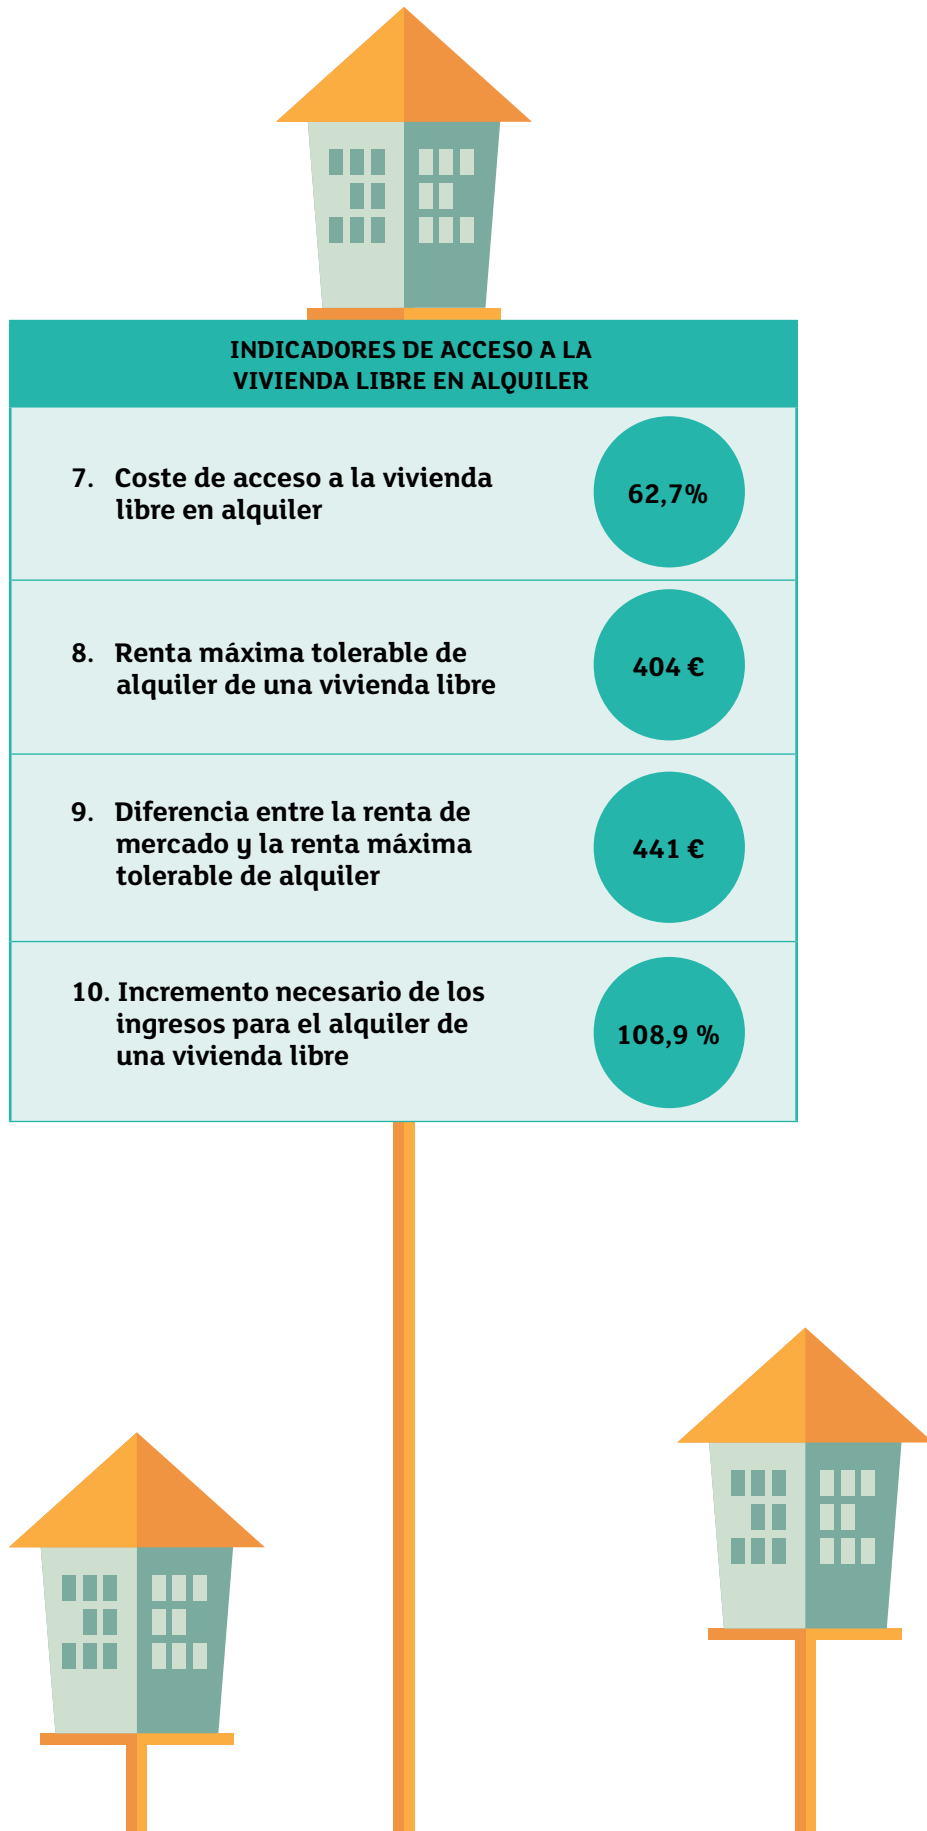 INDICADORES DE ACCESO A LA
VIVIENDA LIBRE EN ALQUILER
7. Coste de acceso a la vivienda
libre en alquiler
62,7%
8. Renta máxima tolerable de
alquiler de una vivienda libre
404 €
9. Diferencia entre la renta de
mercado y la renta máxima
tolerable de alquiler
441 €
10. Incremento necesario de los
ingresos para el alquiler de
una vivienda libre
108,9 %